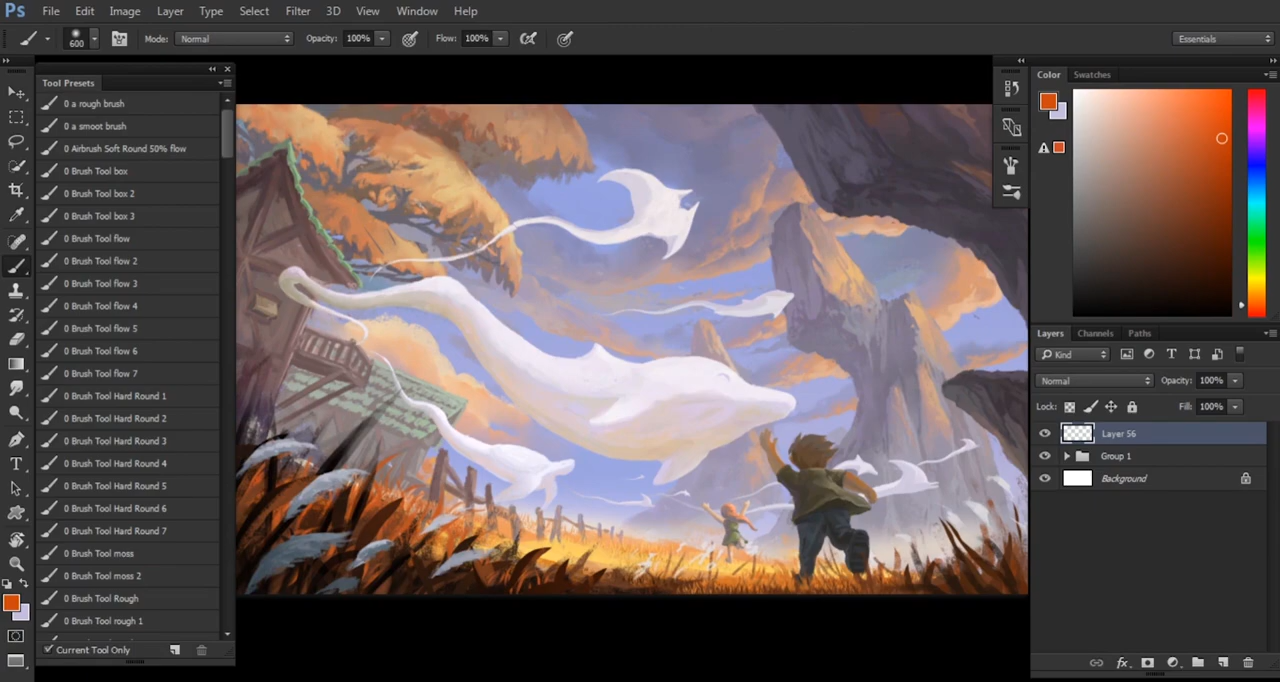 Ps File Edit Image Layer Type Select Filter 3D View Window Help
600 Mode: Normal Opacity: 100% Flow: 100% Essentials
Tool Presets
0 a rough brush
0 a smoot brush
0 Airbrush Soft Round 50% flow
0 Brush Tool box
0 Brush Tool box 2
0 Brush Tool box 3
0 Brush Tool flow
0 Brush Tool flow 2
0 Brush Tool flow 3
0 Brush Tool flow 4
0 Brush Tool flow 5
0 Brush Tool flow 6
0 Brush Tool flow 7
0 Brush Tool Hard Round 1
0 Brush Tool Hard Round 2
0 Brush Tool Hard Round 3
0 Brush Tool Hard Round 4
0 Brush Tool Hard Round 5
0 Brush Tool Hard Round 6
0 Brush Tool Hard Round 7
0 Brush Tool moss
0 Brush Tool moss 2
0 Brush Tool Rough
0 Brush Tool rough 1
Current Tool Only
Color Swatches
Layers Channels Paths
Kind
Normal Opacity: 100%
Lock: Fill: 100%
Layer 56
Group 1
Background
fx